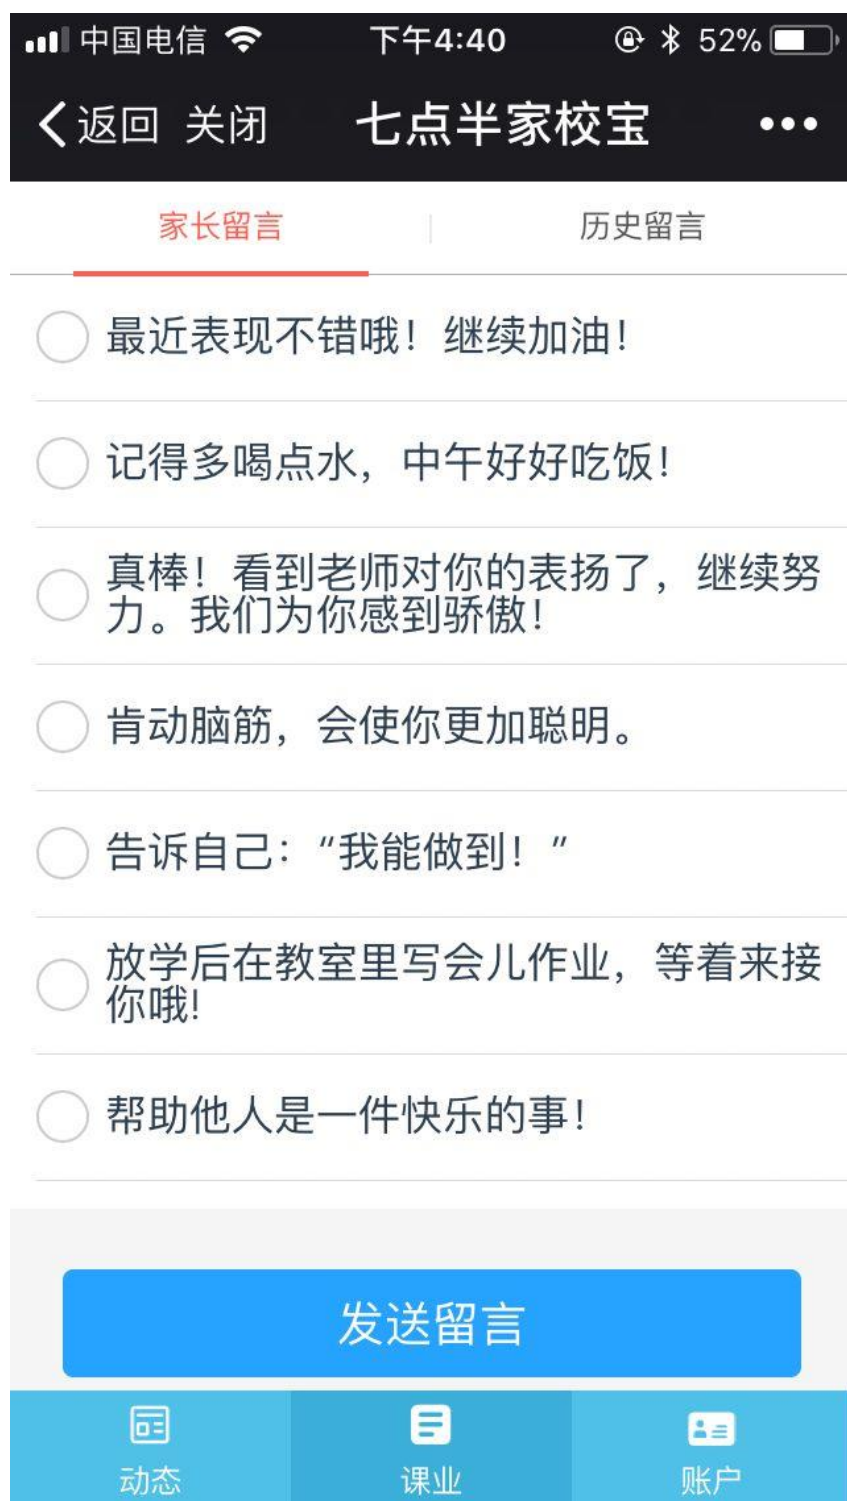 中国电信 下午4:40 52%
返回 关闭 七点半家校宝
家长留言 历史留言
最近表现不错哦！继续加油！
记得多喝点水，中午好好吃饭！
真棒！看到老师对你的表扬了，继续努
力。我们为你感到骄傲！
肯动脑筋，会使你更加聪明。
告诉自己：“我能做到！”
放学后在教室里写会儿作业，等着来接
你哦!
帮助他人是一件快乐的事！
发送留言
动态 课业 账户